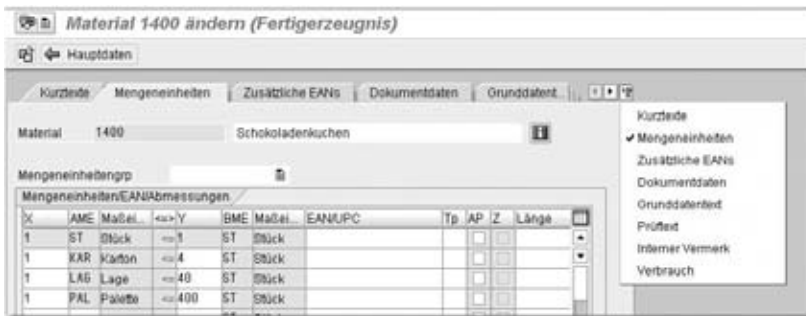 Material 1400 ändern (Fertigerzeugnis)
Hauptdaten
Kurztexte Mengeneinheiten Zusätzliche EANs Dokumentdaten Grunddatent
Material 1400 Schokoladenkuchen
Mengeneinheitengrp
Mengeneinheiten/EAN/Abmessungen
X AME Maßei... <=> Y BME Maßei... EAN/UPC Tp AP Z Länge
1 ST Stück <=> 1 ST Stück
1 KAR Karton <=> 4 ST Stück
1 LAG Lage <=> 40 ST Stück
1 PAL Palette <=> 400 ST Stück
Kurztexte
Mengeneinheiten
Zusätzliche EANs
Dokumentdaten
Grunddatentext
Prüftext
Interner Vermerk
Verbrauch